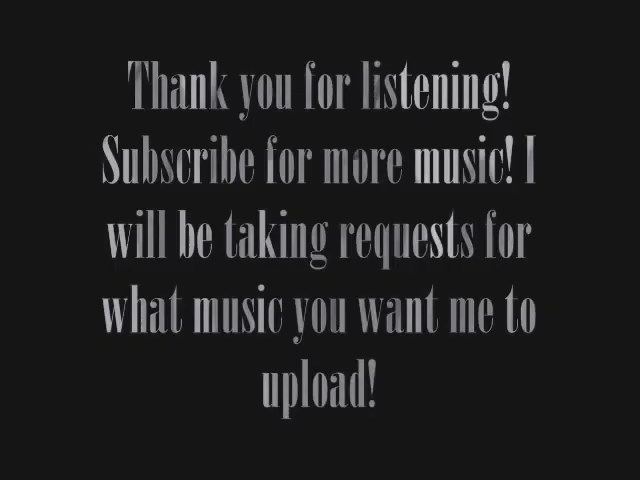 Thank you for listening!
Subscribe for more music! I
will be taking requests for
what music you want me to
upload!